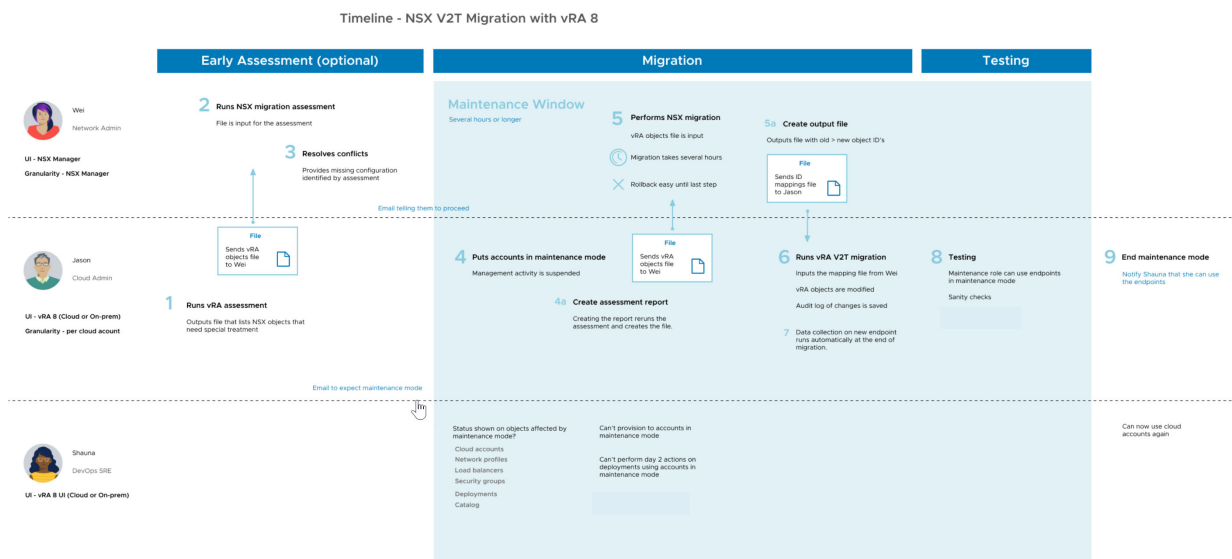 Timeline - NSX V2T Migration with vRA 8
Early Assessment (optional)
Migration
Testing
Wei
Network Admin
UI - NSX Manager
Granularity - NSX Manager
2 Runs NSX migration assessment
File is input for the assessment
3 Resolves conflicts
Provides missing configuration
identified by assessment
Email telling them to proceed
Maintenance Window
Several hours or longer
5 Performs NSX migration
vRA objects file is input
Migration takes several hours
Rollback easy until last step
5a Create output file
Outputs file with old > new object ID's
File
Sends ID
mappings file
to Jason
Jason
Cloud Admin
UI - vRA 8 (Cloud or On-prem)
Granularity - per cloud acount
File
Sends vRA
objects file
to Wei
1 Runs vRA assessment
Outputs file that lists NSX objects that
need special treatment
Email to expect maintenance mode
4 Puts accounts in maintenance mode
Management activity is suspended
File
Sends vRA
objects file
to Wei
4a Create assessment report
Creating the report reruns the
assessment and creates the file.
6 Runs vRA V2T migration
Inputs the mapping file from Wei
vRA objects are modified
Audit log of changes is saved
7 Data collection on new endpoint
runs automatically at the end of
migration.
8 Testing
Maintenance role can use endpoints
in maintenance mode
Sanity checks
9 End maintenance mode
Notify Shauna that she can use
the endpoints
Shauna
DevOps SRE
UI - vRA 8 UI (Cloud or On-prem)
Status shown on objects affected by
maintenance mode?
Cloud accounts
Network profiles
Load balancers
Security groups
Deployments
Catalog
Can't provision to accounts in
maintenance mode
Can't perform day 2 actions on
deployments using accounts in
maintenance mode
Can now use cloud
accounts again